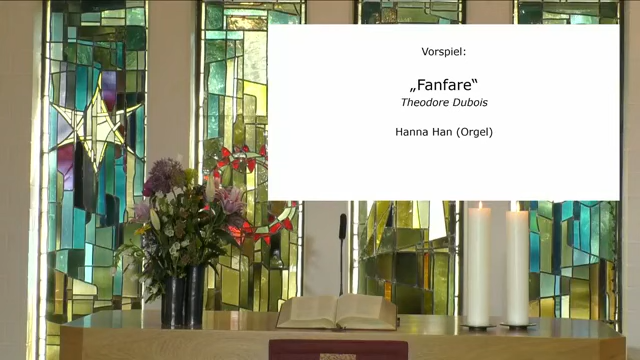 Vorspiel:
„Fanfare“
Theodore Dubois
Hanna Han (Orgel)